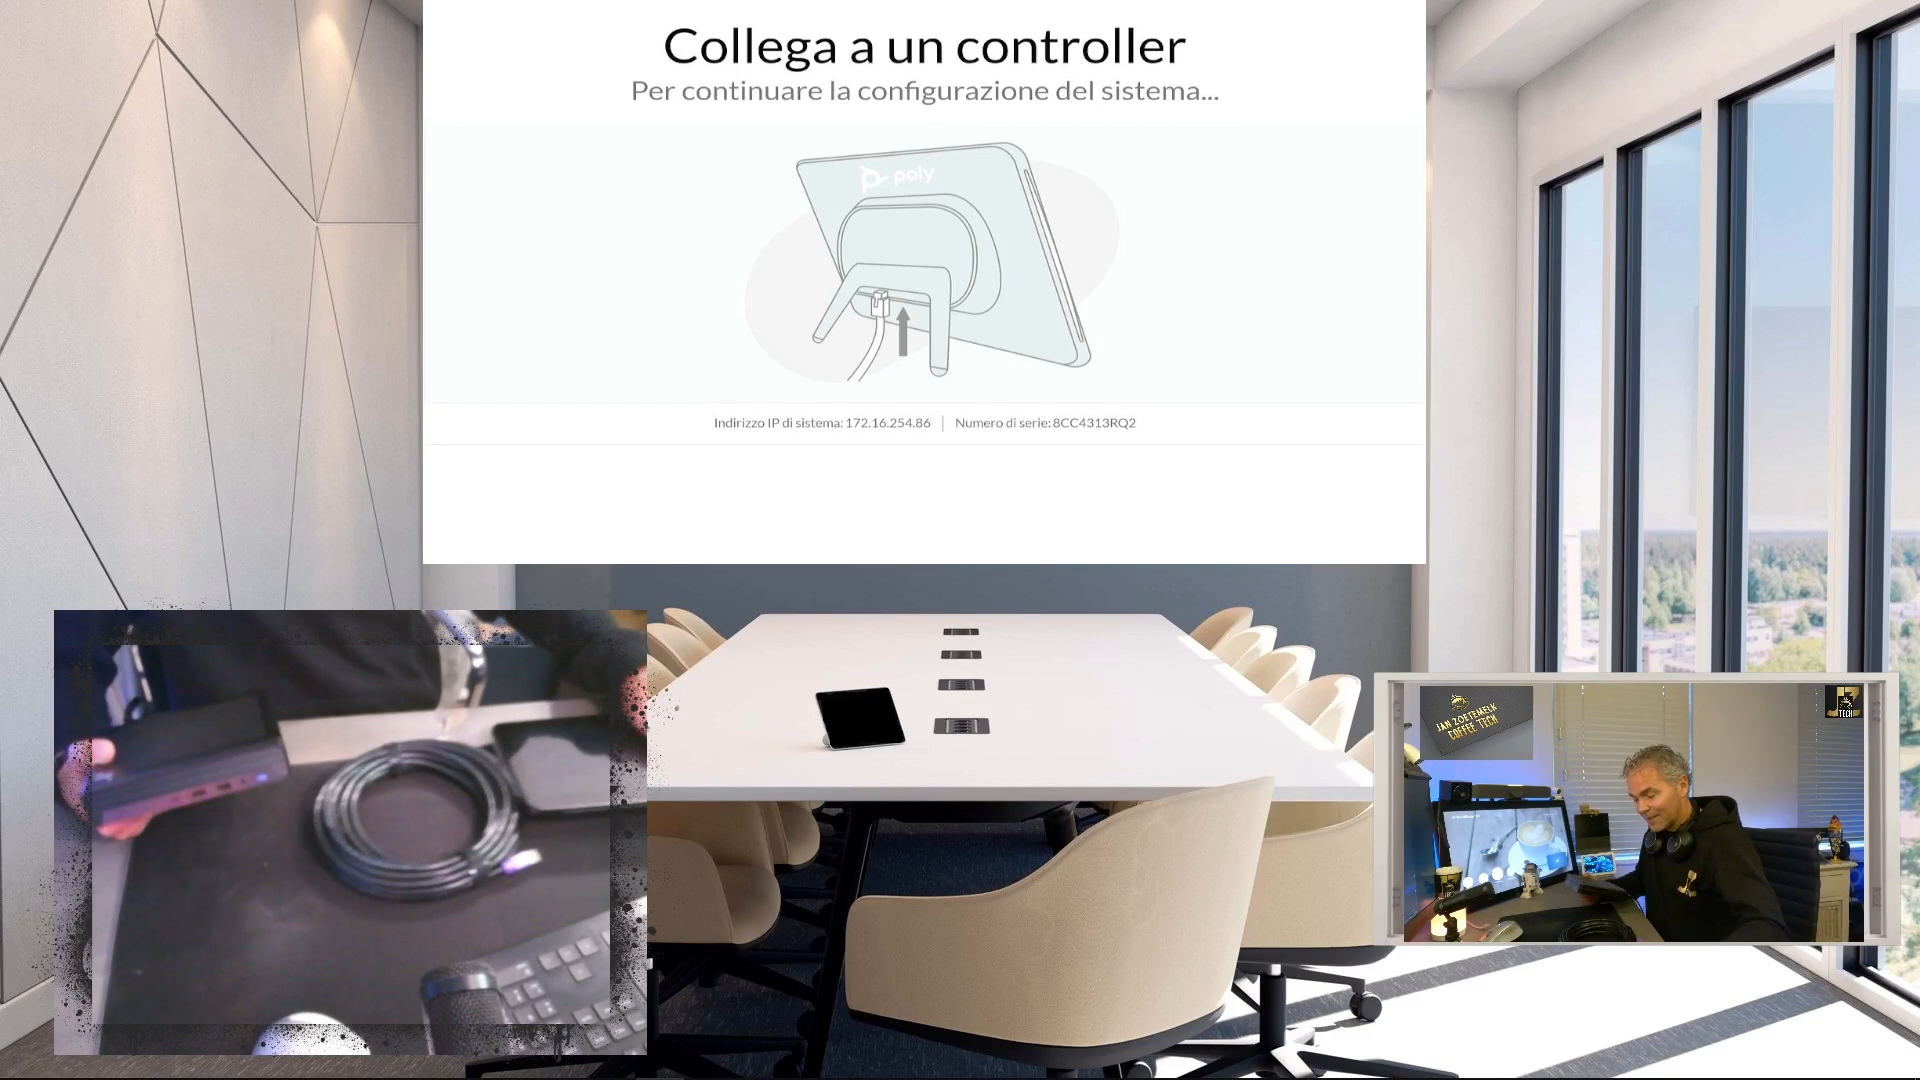 Collega a un controller
Per continuare la configurazione del sistema...
poly
Indirizzo IP di sistema: 172.16.254.86 | Numero di serie: 8CC4313RQ2
JAN ZOETEMELK
COFFEE TECH
TECH